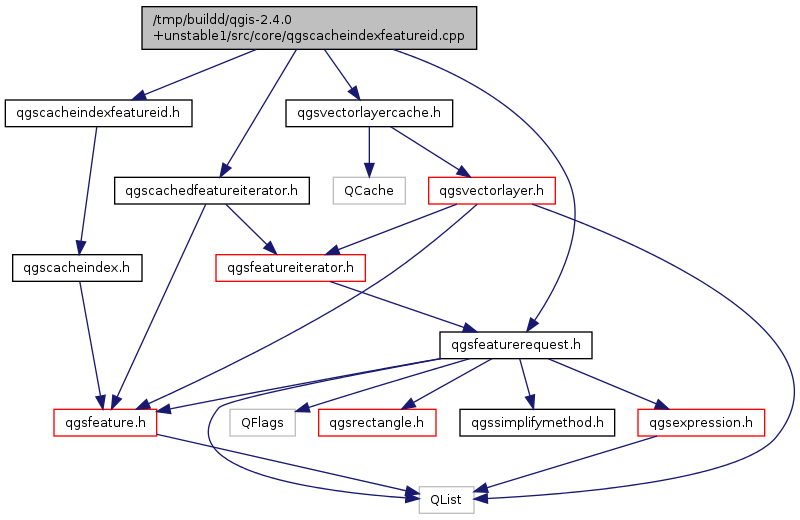 /tmp/buildd/qgis-2.4.0
+unstable1/src/core/qgscacheindexfeatureid.cpp
qgscacheindexfeatureid.h
qgsvectorlayercache.h
qgscachedfeatureiterator.h
QCache
qgsvectorlayer.h
qgscacheindex.h
qgsfeatureiterator.h
qgsfeaturerequest.h
qgsfeature.h
QFlags
qgsrectangle.h
qgssimplifymethod.h
qgsexpression.h
QList